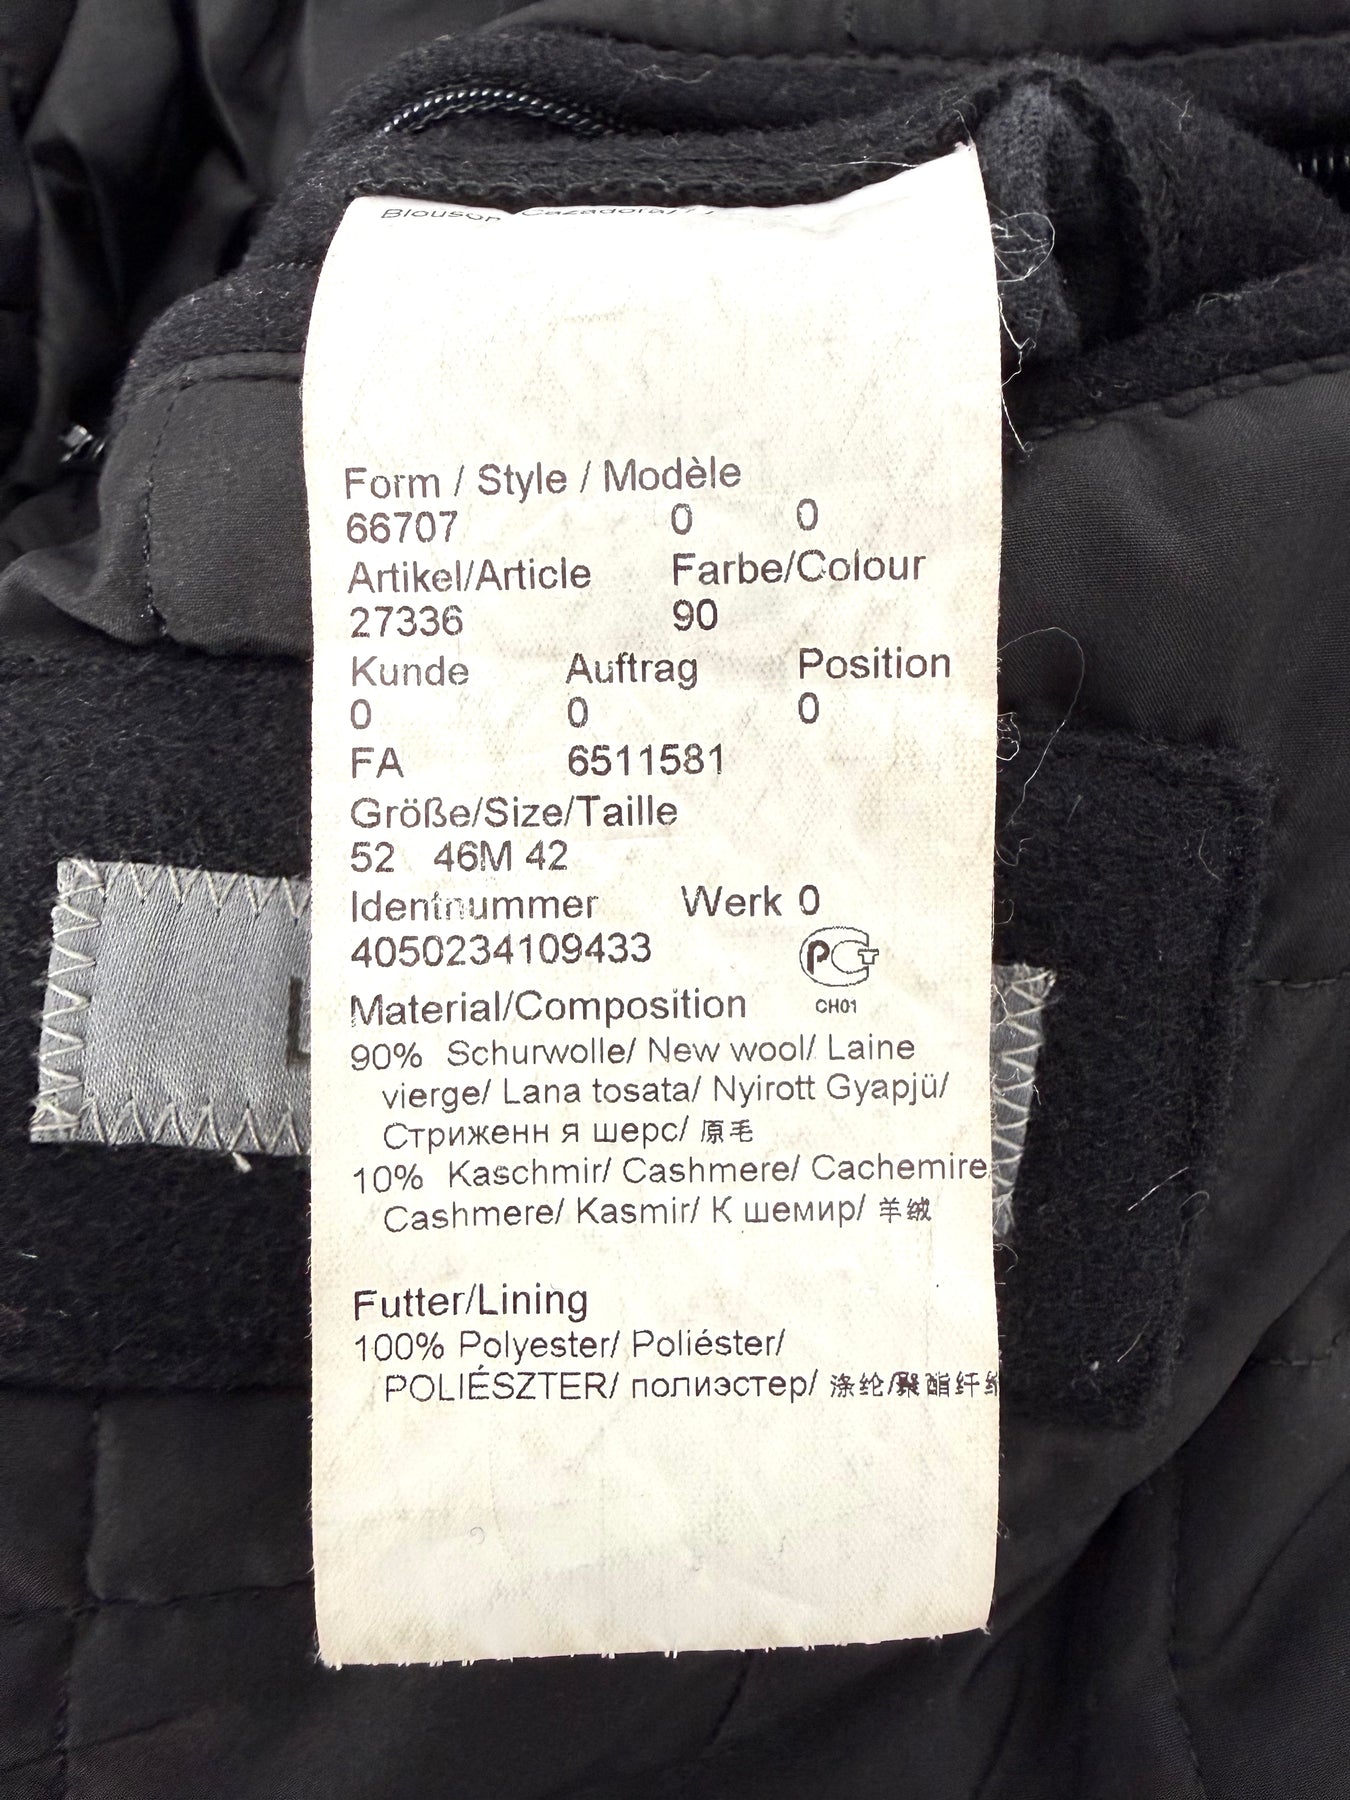 Blouson Cazadora/
Form / Style / Modèle
66707 0 0
Artikel/Article Farbe/Colour
27336 90
Kunde Auftrag Position
0 0 0
FA 6511581
Größe/Size/Taille
52 46M 42
Identnummer Werk 0
4050234109433
РСТ
CH01
Material/Composition
90% Schurwolle/ New wool/ Laine
vierge/ Lana tosata/ Nyirott Gyapjü/
Стриженн я шерс/ 原毛
10% Kaschmir/ Cashmere/ Cachemire
Cashmere/ Kasmir/ К шемир/ 羊绒
Futter/Lining
100% Polyester/ Poliéster/
POLIÉSZTER/ полиэстер/ 涤纶/聚酯纤